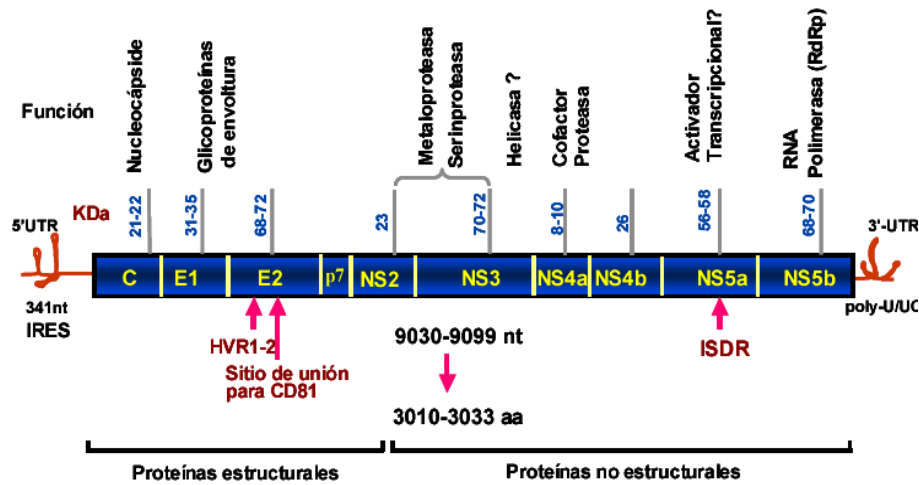 Función
Nucleocápside
Glicoproteínas
de envoltura
Metaloproteasa
Serinproteasa
Helicasa ?
Cofactor
Proteasa
Activador
Transcripcional?
RNA
Polimerasa (RdRp)
KDa
21-22
31-35
68-72
23
70-72
8-10
26
56-58
68-70
5'UTR
3'-UTR
C
E1
E2
p7
NS2
NS3
NS4a
NS4b
NS5a
NS5b
341nt
IRES
poly-U/UC
HVR1-2
Sitio de unión
para CD81
ISDR
9030-9099 nt
3010-3033 aa
Proteínas estructurales
Proteínas no estructurales